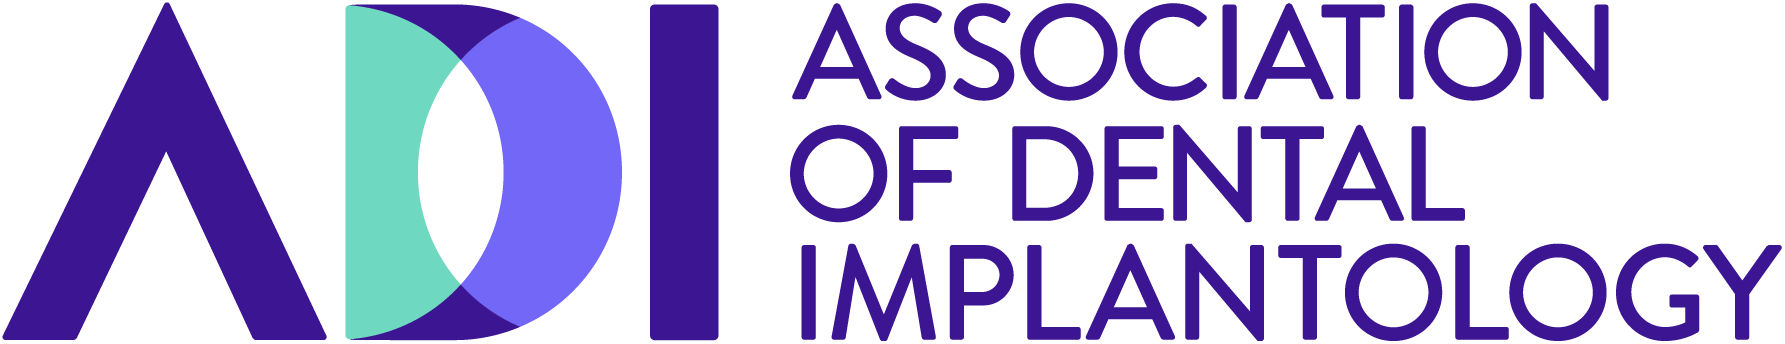 ADI
ASSOCIATION
OF DENTAL
IMPLANTOLOGY